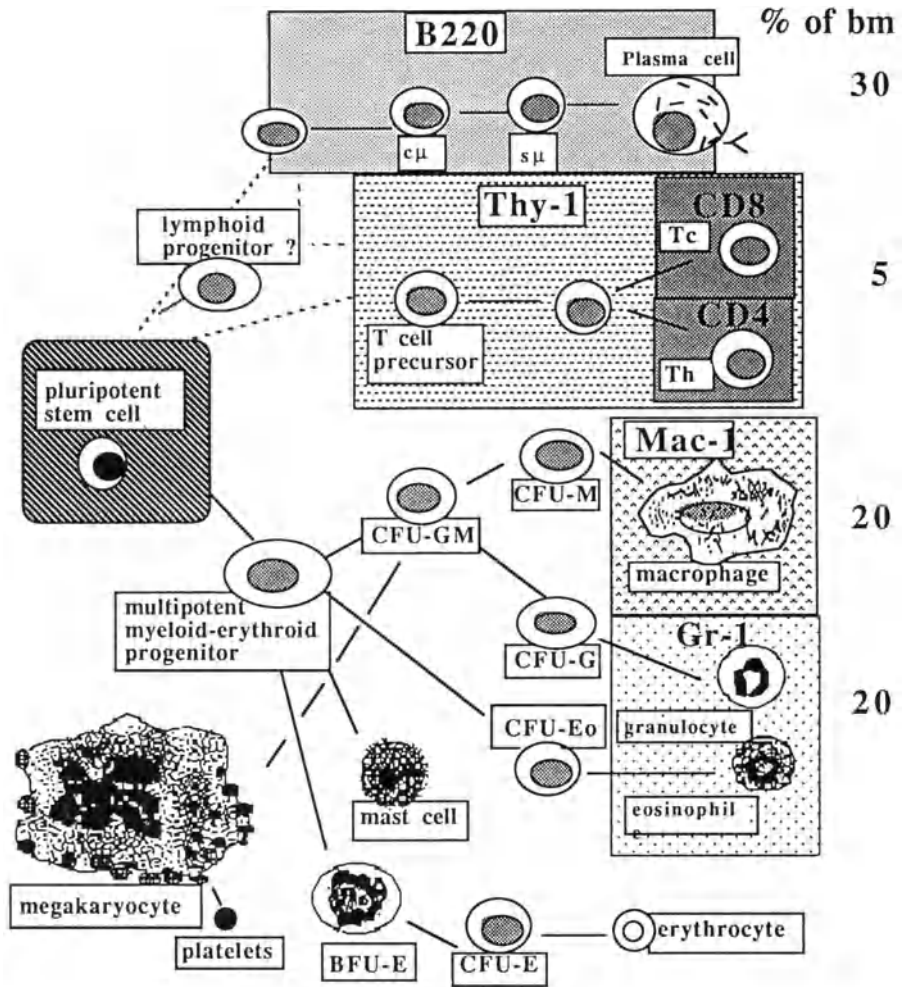 B220
% of bm
Plasma cell
30
cμ
sμ
Thy-1
CD8
lymphoid
progenitor ?
Tc
5
CD4
T cell
precursor
Th
pluripotent
stem cell
Mac-1
CFU-M
20
CFU-GM
macrophage
multipotent
myeloid-erythroid
progenitor
CFU-G
Gr-1
20
CFU-Eo
granulocyte
mast cell
eosinophil
e
megakaryocyte
platelets
BFU-E
CFU-E
erythrocyte